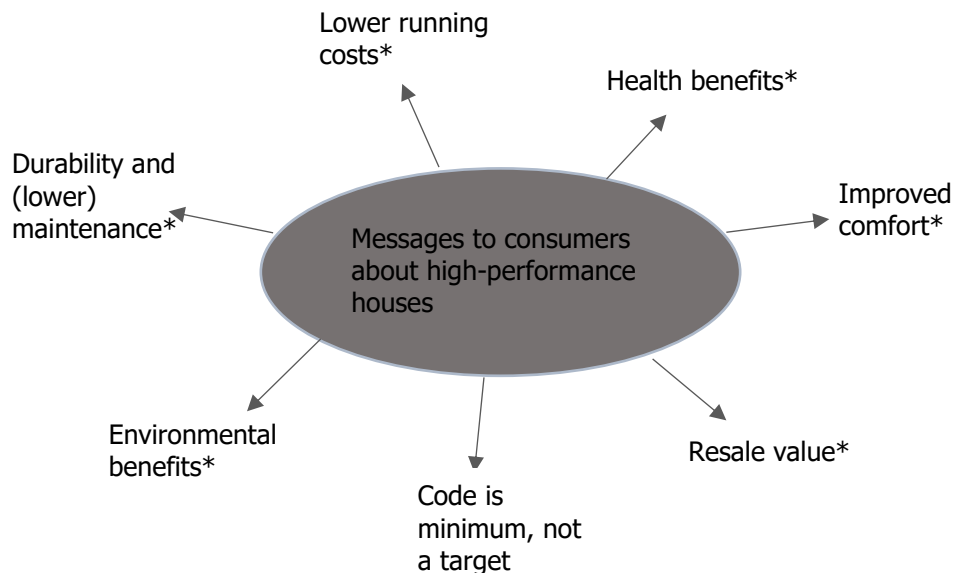 Lower running
costs*
Health benefits*
Durability and
(lower)
maintenance*
Improved
comfort*
Messages to consumers
about high-performance
houses
Environmental
benefits*
Resale value*
Code is
minimum, not
a target